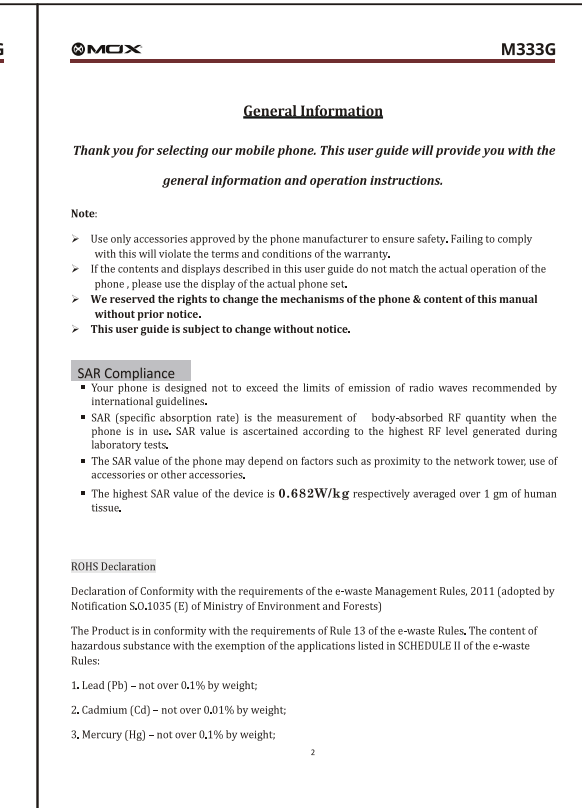 G
MOX M333G
General Information
Thank you for selecting our mobile phone. This user guide will provide you with the
general information and operation instructions.
Note:
➢ Use only accessories approved by the phone manufacturer to ensure safety. Failing to comply
with this will violate the terms and conditions of the warranty.
➢ If the contents and displays described in this user guide do not match the actual operation of the
phone , please use the display of the actual phone set.
➢ We reserved the rights to change the mechanisms of the phone & content of this manual
without prior notice.
➢ This user guide is subject to change without notice.
SAR Compliance
▪ Your phone is designed not to exceed the limits of emission of radio waves recommended by
international guidelines.
▪ SAR (specific absorption rate) is the measurement of body-absorbed RF quantity when the
phone is in use. SAR value is ascertained according to the highest RF level generated during
laboratory tests.
▪ The SAR value of the phone may depend on factors such as proximity to the network tower, use of
accessories or other accessories.
▪ The highest SAR value of the device is 0.682W/kg respectively averaged over 1 gm of human
tissue.
ROHS Declaration
Declaration of Conformity with the requirements of the e-waste Management Rules, 2011 (adopted by
Notification S.O.1035 (E) of Ministry of Environment and Forests)
The Product is in conformity with the requirements of Rule 13 of the e-waste Rules. The content of
hazardous substance with the exemption of the applications listed in SCHEDULE II of the e-waste
Rules:
1. Lead (Pb) – not over 0.1% by weight;
2. Cadmium (Cd) – not over 0.01% by weight;
3. Mercury (Hg) – not over 0.1% by weight;
2